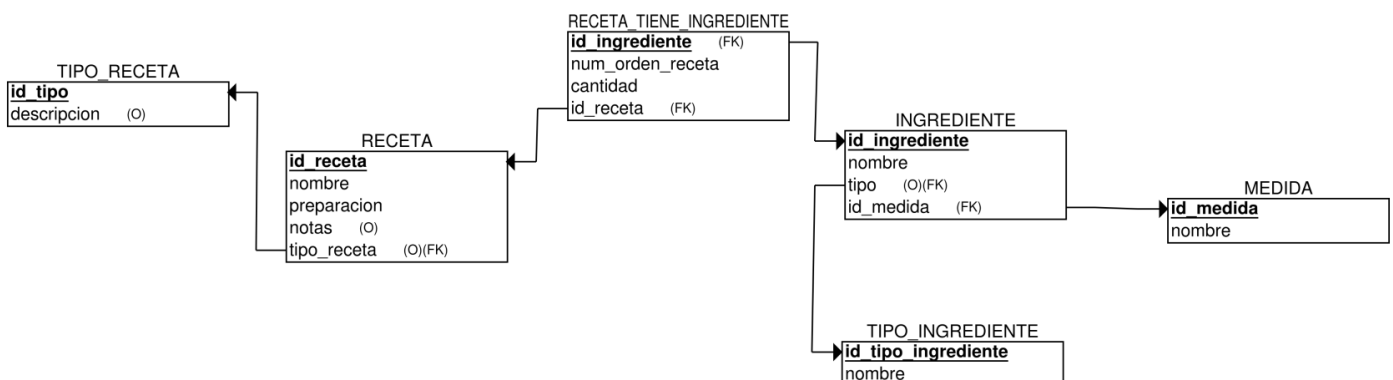 RECETA_TIENE_INGREDIENTE
id_ingrediente (FK)
num_orden_receta
cantidad
id_receta (FK)
TIPO_RECETA
id_tipo
descripcion (O)
RECETA
id_receta
nombre
preparacion
notas (O)
tipo_receta (O)(FK)
INGREDIENTE
id_ingrediente
nombre
tipo (O)(FK)
id_medida (FK)
MEDIDA
id_medida
nombre
TIPO_INGREDIENTE
id_tipo_ingrediente
nombre